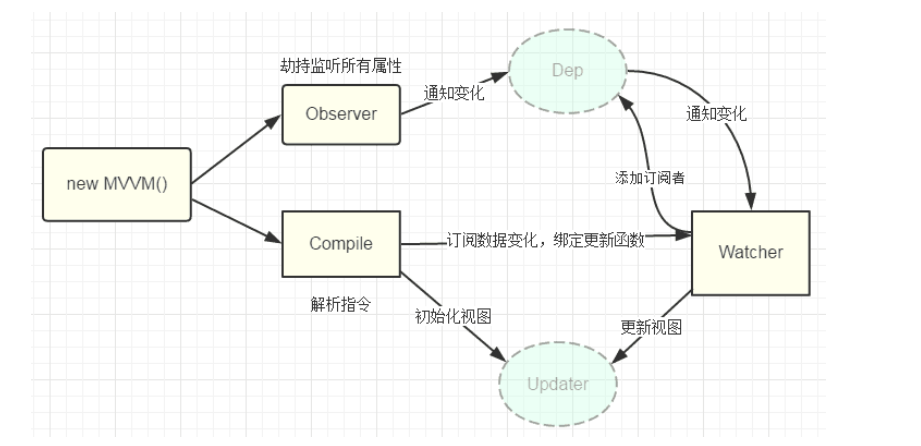 劫持监听所有属性
Observer
通知变化
Dep
通知变化
new MVVM()
添加订阅者
Compile
订阅数据变化，绑定更新函数
Watcher
解析指令
初始化视图
更新视图
Updater